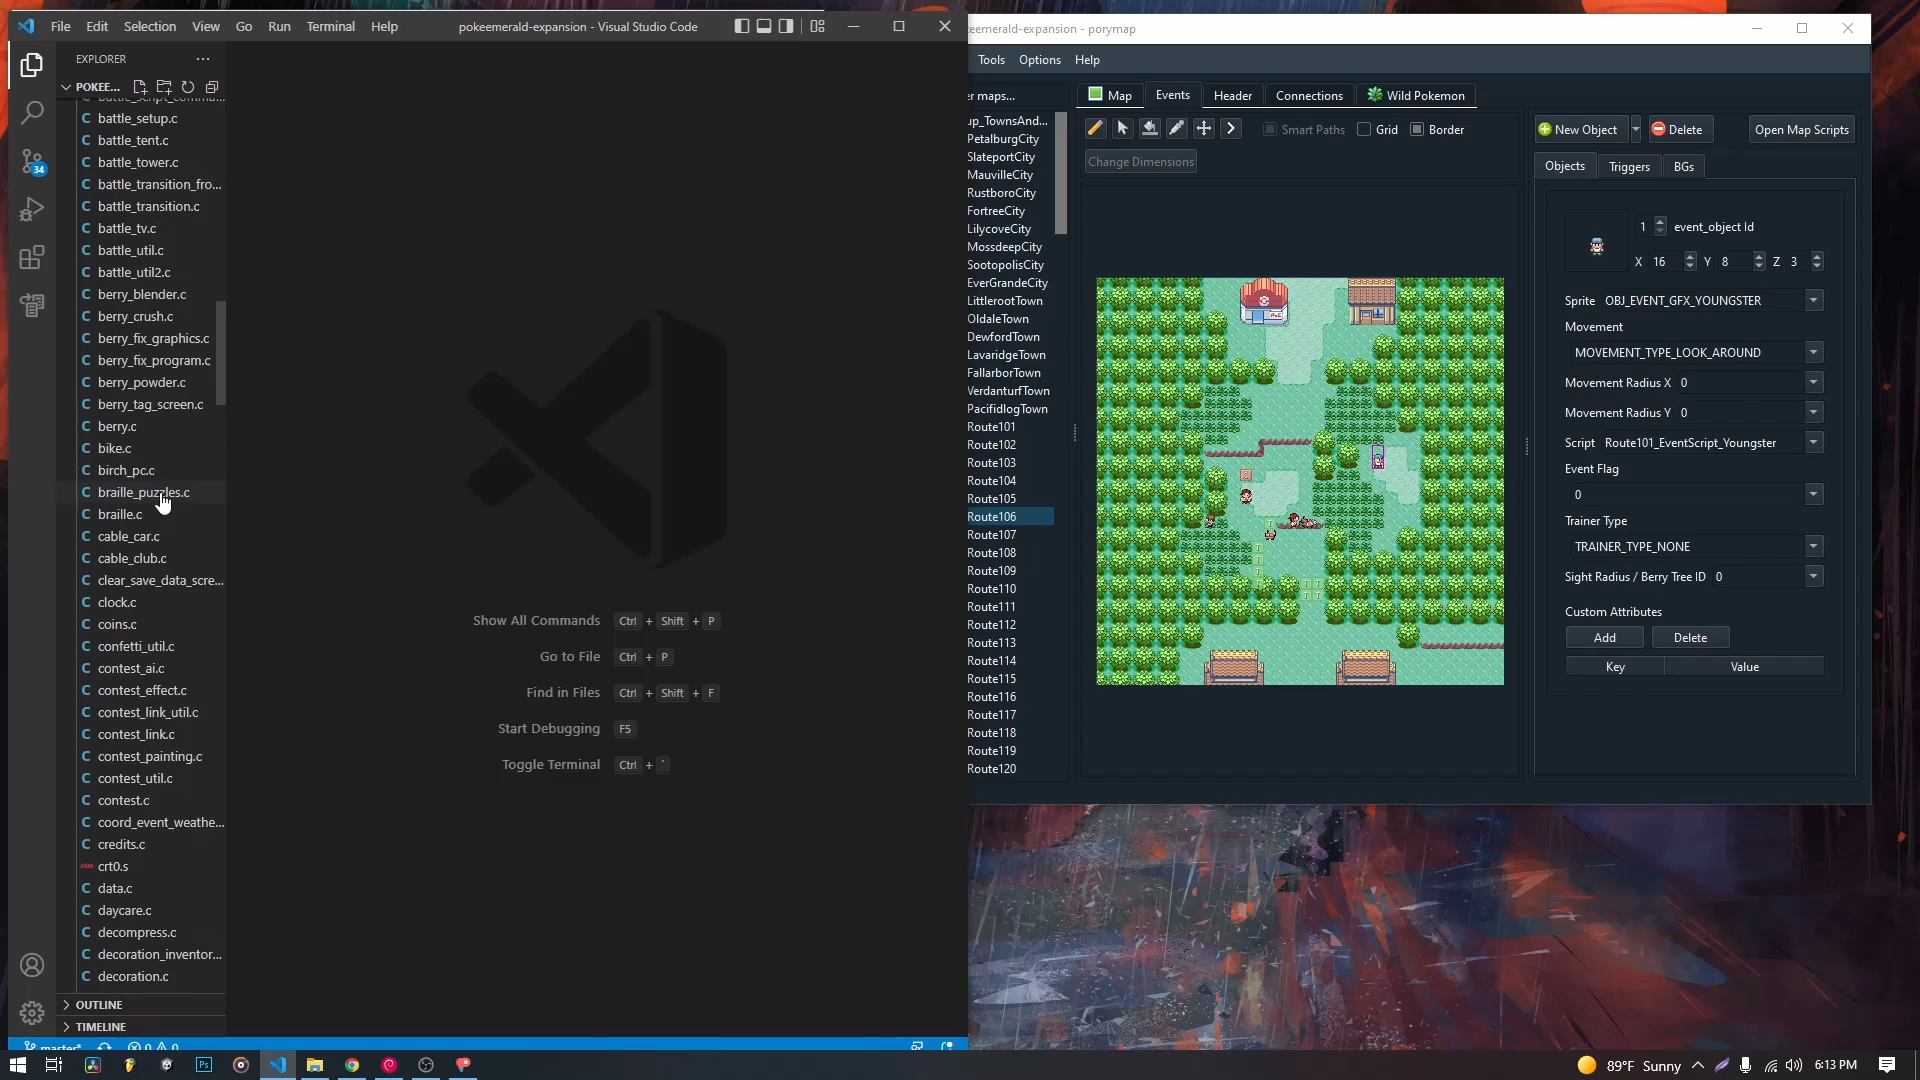 File Edit Selection View Go Run Terminal Help
pokeemerald-expansion - Visual Studio Code
EXPLORER
POKEE...
battle_setup.c
battle_tent.c
battle_tower.c
battle_transition_fro...
battle_transition.c
battle_tv.c
battle_util.c
battle_util2.c
berry_blender.c
berry_crush.c
berry_fix_graphics.c
berry_fix_program.c
berry_powder.c
berry_tag_screen.c
berry.c
bike.c
birch_pc.c
braille_puzzles.c
braille.c
cable_car.c
cable_club.c
clear_save_data_scre...
clock.c
coins.c
confetti_util.c
contest_ai.c
contest_effect.c
contest_link_util.c
contest_link.c
contest_painting.c
contest_util.c
contest.c
coord_event_weathe...
credits.c
crt0.s
data.c
daycare.c
decompress.c
decoration_inventor...
decoration.c
OUTLINE
TIMELINE
34
master* 0 0
Show All Commands Ctrl + Shift + P
Go to File Ctrl + P
Find in Files Ctrl + Shift + F
Start Debugging F5
Toggle Terminal Ctrl + `
eemerald-expansion - porymap
Tools Options Help
er maps...
up_TownsAnd...
PetalburgCity
SlateportCity
MauvilleCity
RustboroCity
FortreeCity
LilycoveCity
MossdeepCity
SootopolisCity
EverGrandeCity
LittlerootTown
OldaleTown
DewfordTown
LavaridgeTown
FallarborTown
VerdanturfTown
PacifidlogTown
Route101
Route102
Route103
Route104
Route105
Route106
Route107
Route108
Route109
Route110
Route111
Route112
Route113
Route114
Route115
Route116
Route117
Route118
Route119
Route120
Map Events Header Connections Wild Pokemon
Smart Paths Grid Border
Change Dimensions
New Object Delete Open Map Scripts
Objects Triggers BGs
1 event_object Id
X 16 Y 8 Z 3
Sprite OBJ_EVENT_GFX_YOUNGSTER
Movement
MOVEMENT_TYPE_LOOK_AROUND
Movement Radius X 0
Movement Radius Y 0
Script Route101_EventScript_Youngster
Event Flag
0
Trainer Type
TRAINER_TYPE_NONE
Sight Radius / Berry Tree ID 0
Custom Attributes
Add Delete
Key Value
89°F Sunny 6:13 PM